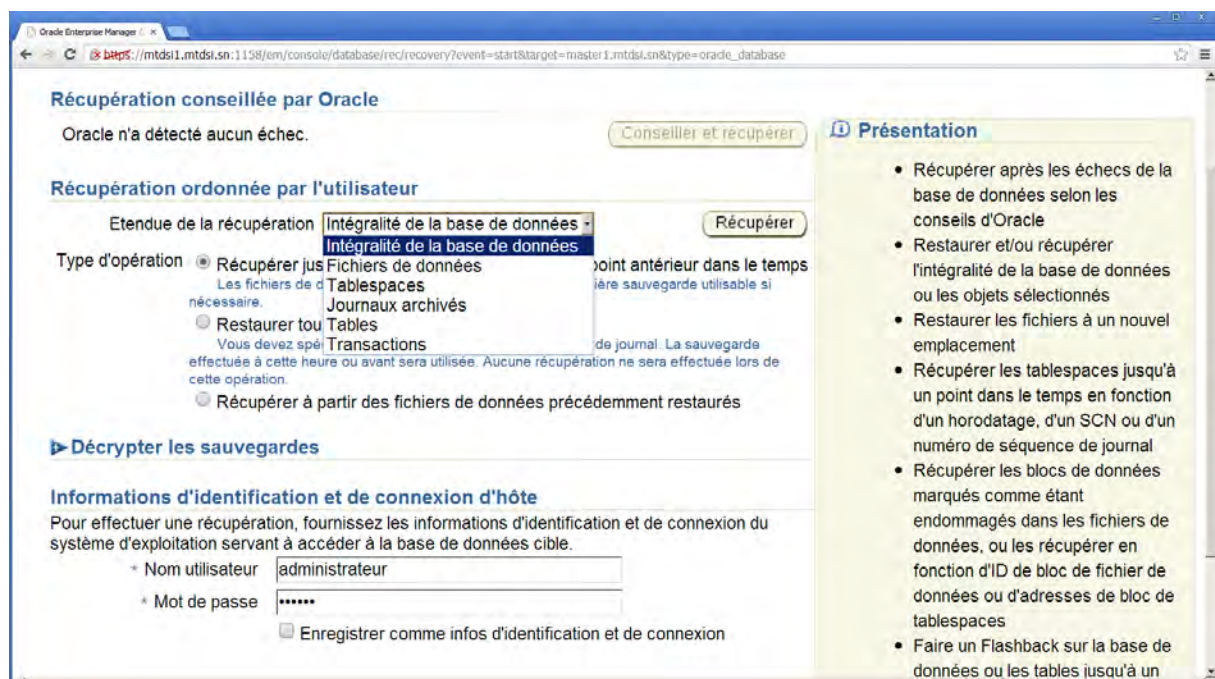 Oracle Enterprise Manager
https://mtdsi1.mtdsi.sn:1158/em/console/database/rec/recovery?event=start&target=master1.mtdsi.sn&type=oracle_database
Récupération conseillée par Oracle
Oracle n'a détecté aucun échec.
Conseiller et récupérer
Récupération ordonnée par l'utilisateur
Etendue de la récupération Intégralité de la base de données
Récupérer
Intégralité de la base de données
Fichiers de données
Tablespaces
Journaux archivés
Tables
Transactions
Type d'opération Récupérer jus point antérieur dans le temps
Les fichiers de d ière sauvegarde utilisable si
nécessaire.
Restaurer tou
Vous devez spé de journal. La sauvegarde
effectuée à cette heure ou avant sera utilisée. Aucune récupération ne sera effectuée lors de
cette opération.
Récupérer à partir des fichiers de données précédemment restaurés
Décrypter les sauvegardes
Informations d'identification et de connexion d'hôte
Pour effectuer une récupération, fournissez les informations d'identification et de connexion du
système d'exploitation servant à accéder à la base de données cible.
* Nom utilisateur administrateur
* Mot de passe ••••••
Enregistrer comme infos d'identification et de connexion
Présentation
• Récupérer après les échecs de la
base de données selon les
conseils d'Oracle
• Restaurer et/ou récupérer
l'intégralité de la base de données
ou les objets sélectionnés
• Restaurer les fichiers à un nouvel
emplacement
• Récupérer les tablespaces jusqu'à
un point dans le temps en fonction
d'un horodatage, d'un SCN ou d'un
numéro de séquence de journal
• Récupérer les blocs de données
marqués comme étant
endommagés dans les fichiers de
données, ou les récupérer en
fonction d'ID de bloc de fichier de
données ou d'adresses de bloc de
tablespaces
• Faire un Flashback sur la base de
données ou les tables jusqu'à un